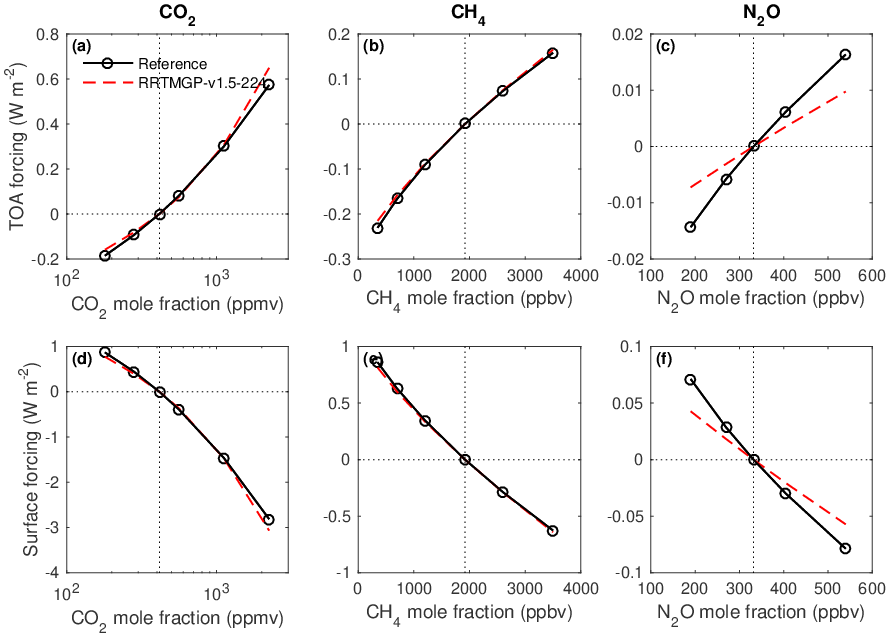 CO2 CH4 N2O
(a) (b) (c)
Reference
RRTMGP-v1.5-224
TOA forcing (W m-2)
0.8
0.6
0.4
0.2
0
-0.2
10^2 10^3
CO2 mole fraction (ppmv)
0.2
0.1
0
-0.1
-0.2
-0.3
0 1000 2000 3000 4000
CH4 mole fraction (ppbv)
0.02
0.01
0
-0.01
-0.02
100 200 300 400 500 600
N2O mole fraction (ppbv)
(d) (e) (f)
Surface forcing (W m-2)
1
0
-1
-2
-3
-4
10^2 10^3
CO2 mole fraction (ppmv)
1
0.5
0
-0.5
-1
0 1000 2000 3000 4000
CH4 mole fraction (ppbv)
0.1
0.05
0
-0.05
-0.1
100 200 300 400 500 600
N2O mole fraction (ppbv)